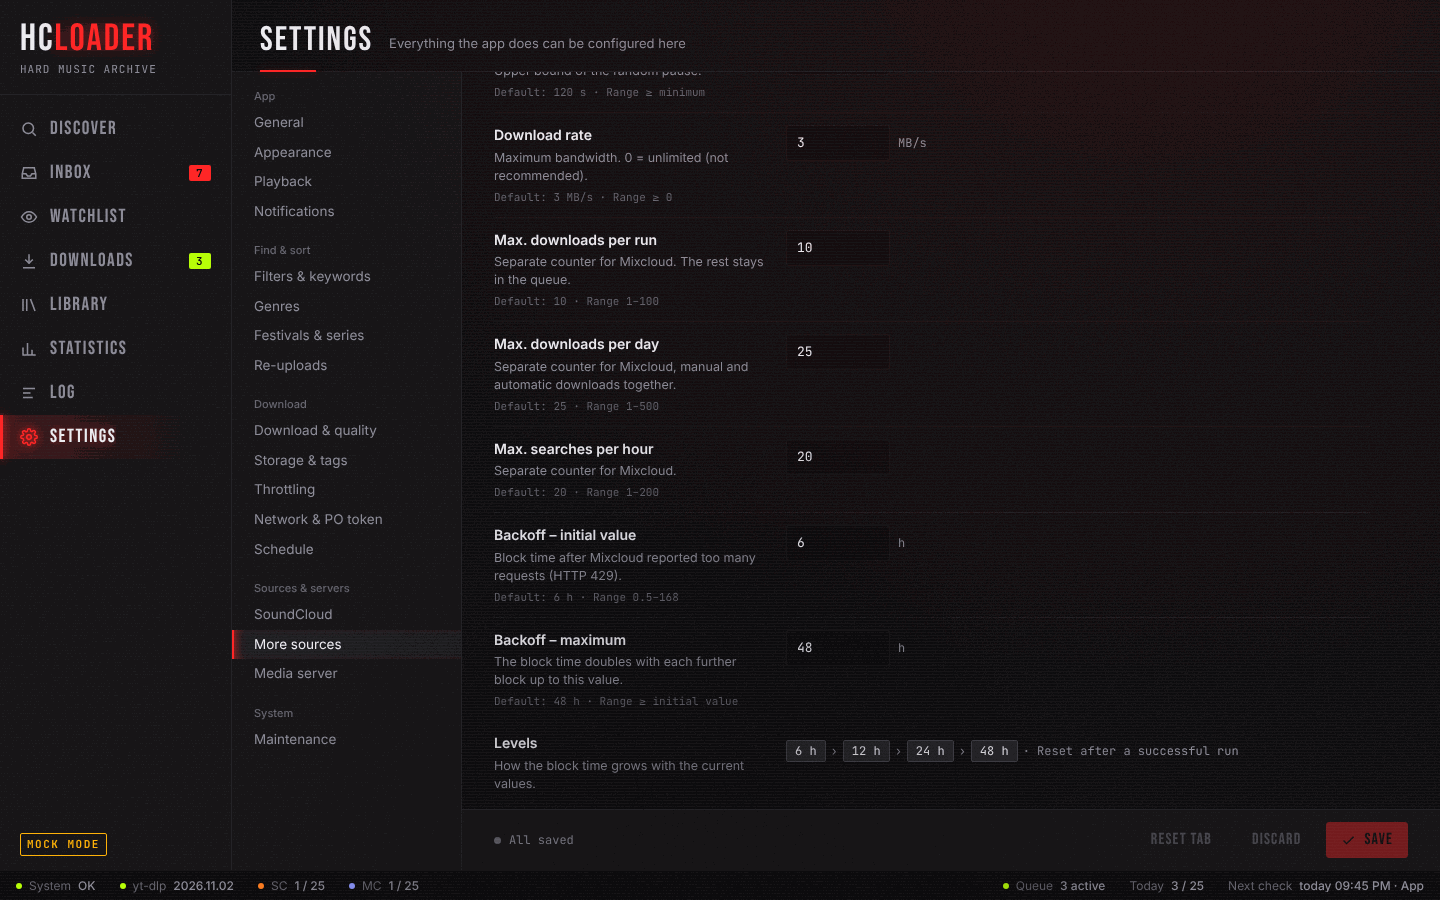 HCLOADER
HARD MUSIC ARCHIVE
DISCOVER
INBOX 7
WATCHLIST
DOWNLOADS 3
LIBRARY
STATISTICS
LOG
SETTINGS
MOCK MODE
SETTINGS Everything the app does can be configured here
App
General
Appearance
Playback
Notifications
Find & sort
Filters & keywords
Genres
Festivals & series
Re-uploads
Download
Download & quality
Storage & tags
Throttling
Network & PO token
Schedule
Sources & servers
SoundCloud
More sources
Media server
System
Maintenance
Upper bound of the random pause.
Default: 120 s · Range ≥ minimum
Download rate
Maximum bandwidth. 0 = unlimited (not
recommended).
Default: 3 MB/s · Range ≥ 0
3 MB/s
Max. downloads per run
Separate counter for Mixcloud. The rest stays
in the queue.
Default: 10 · Range 1–100
10
Max. downloads per day
Separate counter for Mixcloud, manual and
automatic downloads together.
Default: 25 · Range 1–500
25
Max. searches per hour
Separate counter for Mixcloud.
Default: 20 · Range 1–200
20
Backoff – initial value
Block time after Mixcloud reported too many
requests (HTTP 429).
Default: 6 h · Range 0.5–168
6 h
Backoff – maximum
The block time doubles with each further
block up to this value.
Default: 48 h · Range ≥ initial value
48 h
Levels
How the block time grows with the current
values.
6 h › 12 h › 24 h › 48 h · Reset after a successful run
All saved
RESET TAB DISCARD SAVE
System OK yt-dlp 2026.11.02 SC 1 / 25 MC 1 / 25 Queue 3 active Today 3 / 25 Next check today 09:45 PM · App